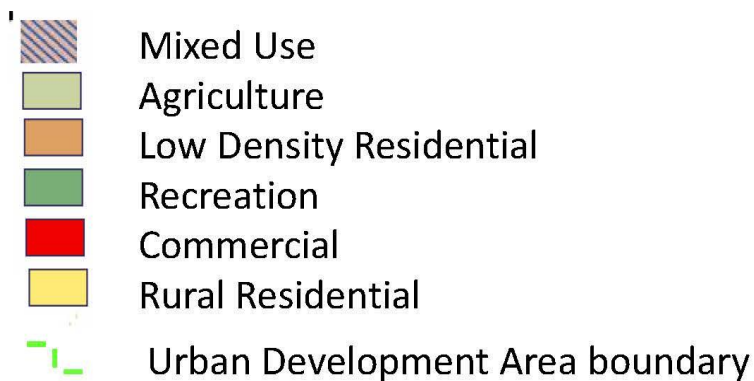 Mixed Use
Agriculture
Low Density Residential
Recreation
Commercial
Rural Residential
Urban Development Area boundary